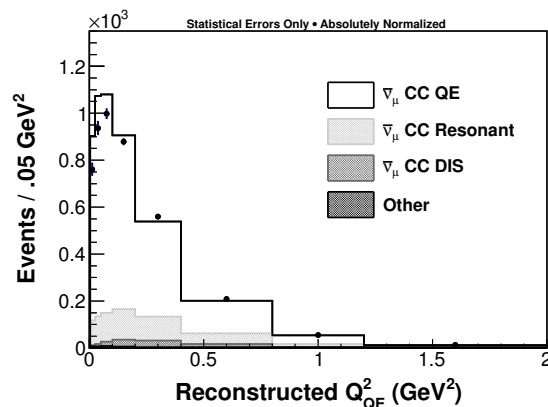 Statistical Errors Only • Absolutely Normalized
×10³
Events / .05 GeV²
1.2
1
0.8
0.6
0.4
0.2
0
ν̄μ CC QE
ν̄μ CC Resonant
ν̄μ CC DIS
Other
0 0.5 1 1.5 2
Reconstructed Q²QE (GeV²)